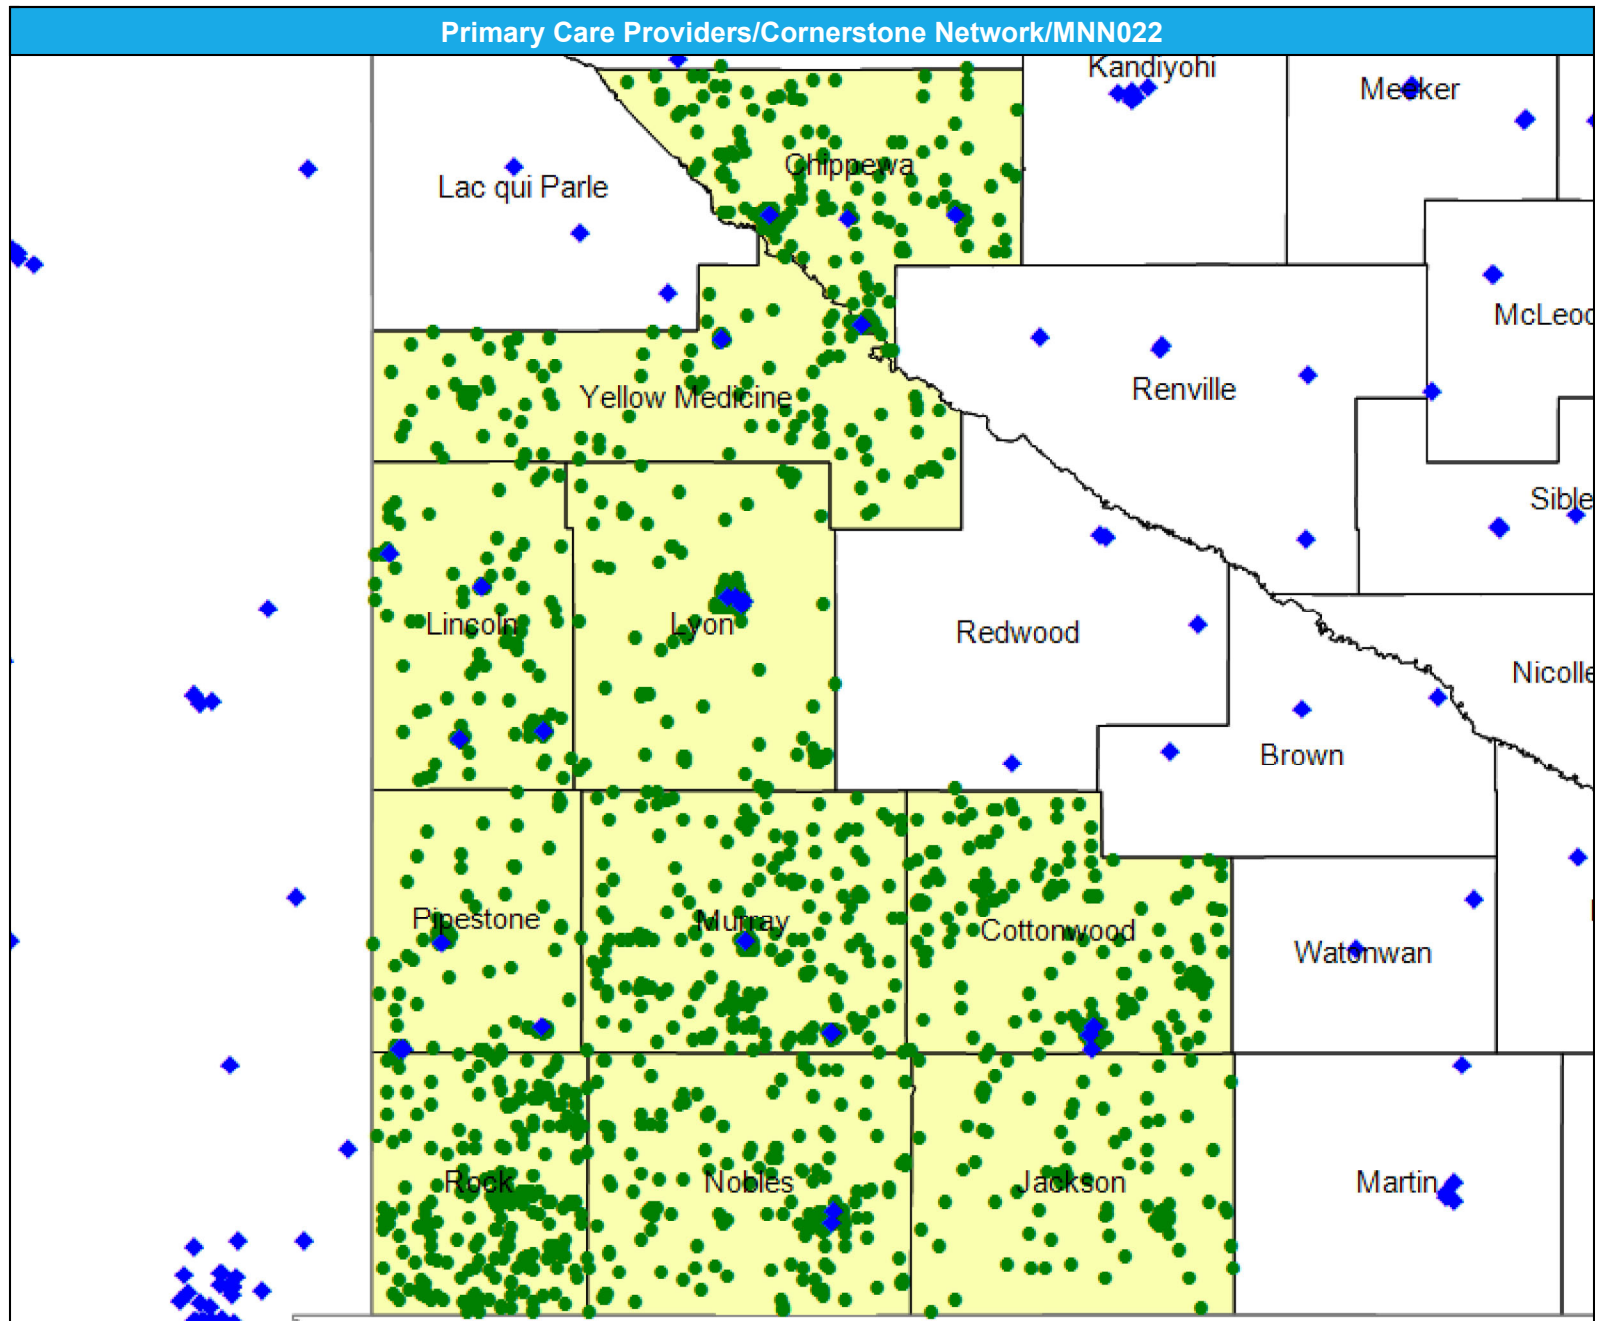 Primary Care Providers/Cornerstone Network/MNN022
Kandiyohi
Meeker
Chippewa
Lac qui Parle
McLeod
Renville
Yellow Medicine
Sible
Lincoln
Lyon
Redwood
Nicolle
Brown
Pipestone
Murray
Cottonwood
Watonwan
Rock
Nobles
Jackson
Martin